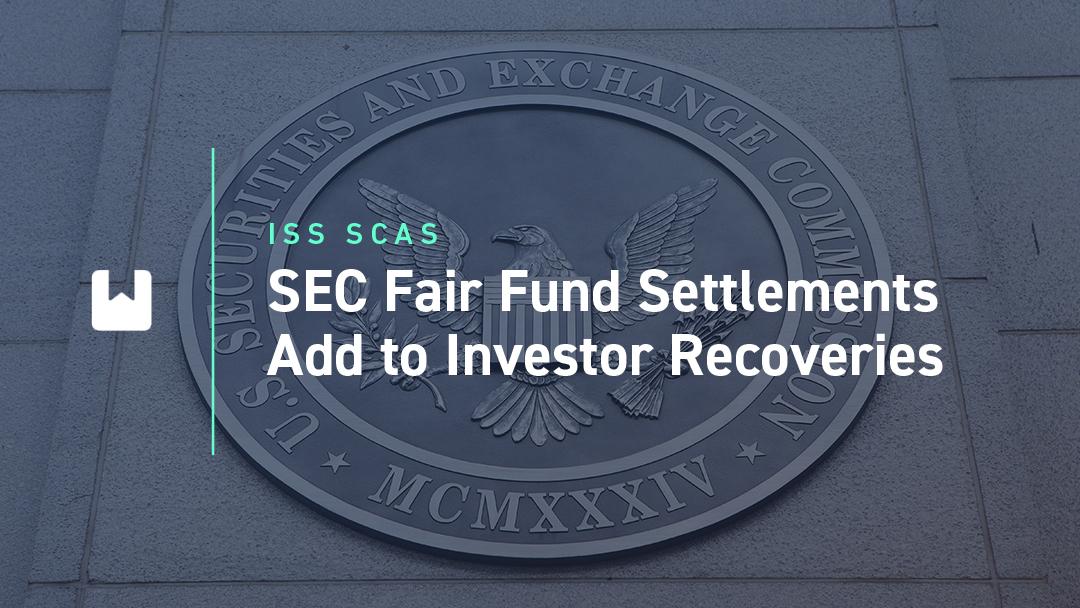 U.S. SECURITIES AND EXCHANGE COMMISSION
ISS SCAS
SEC Fair Fund Settlements
Add to Investor Recoveries
MCMXXXIV